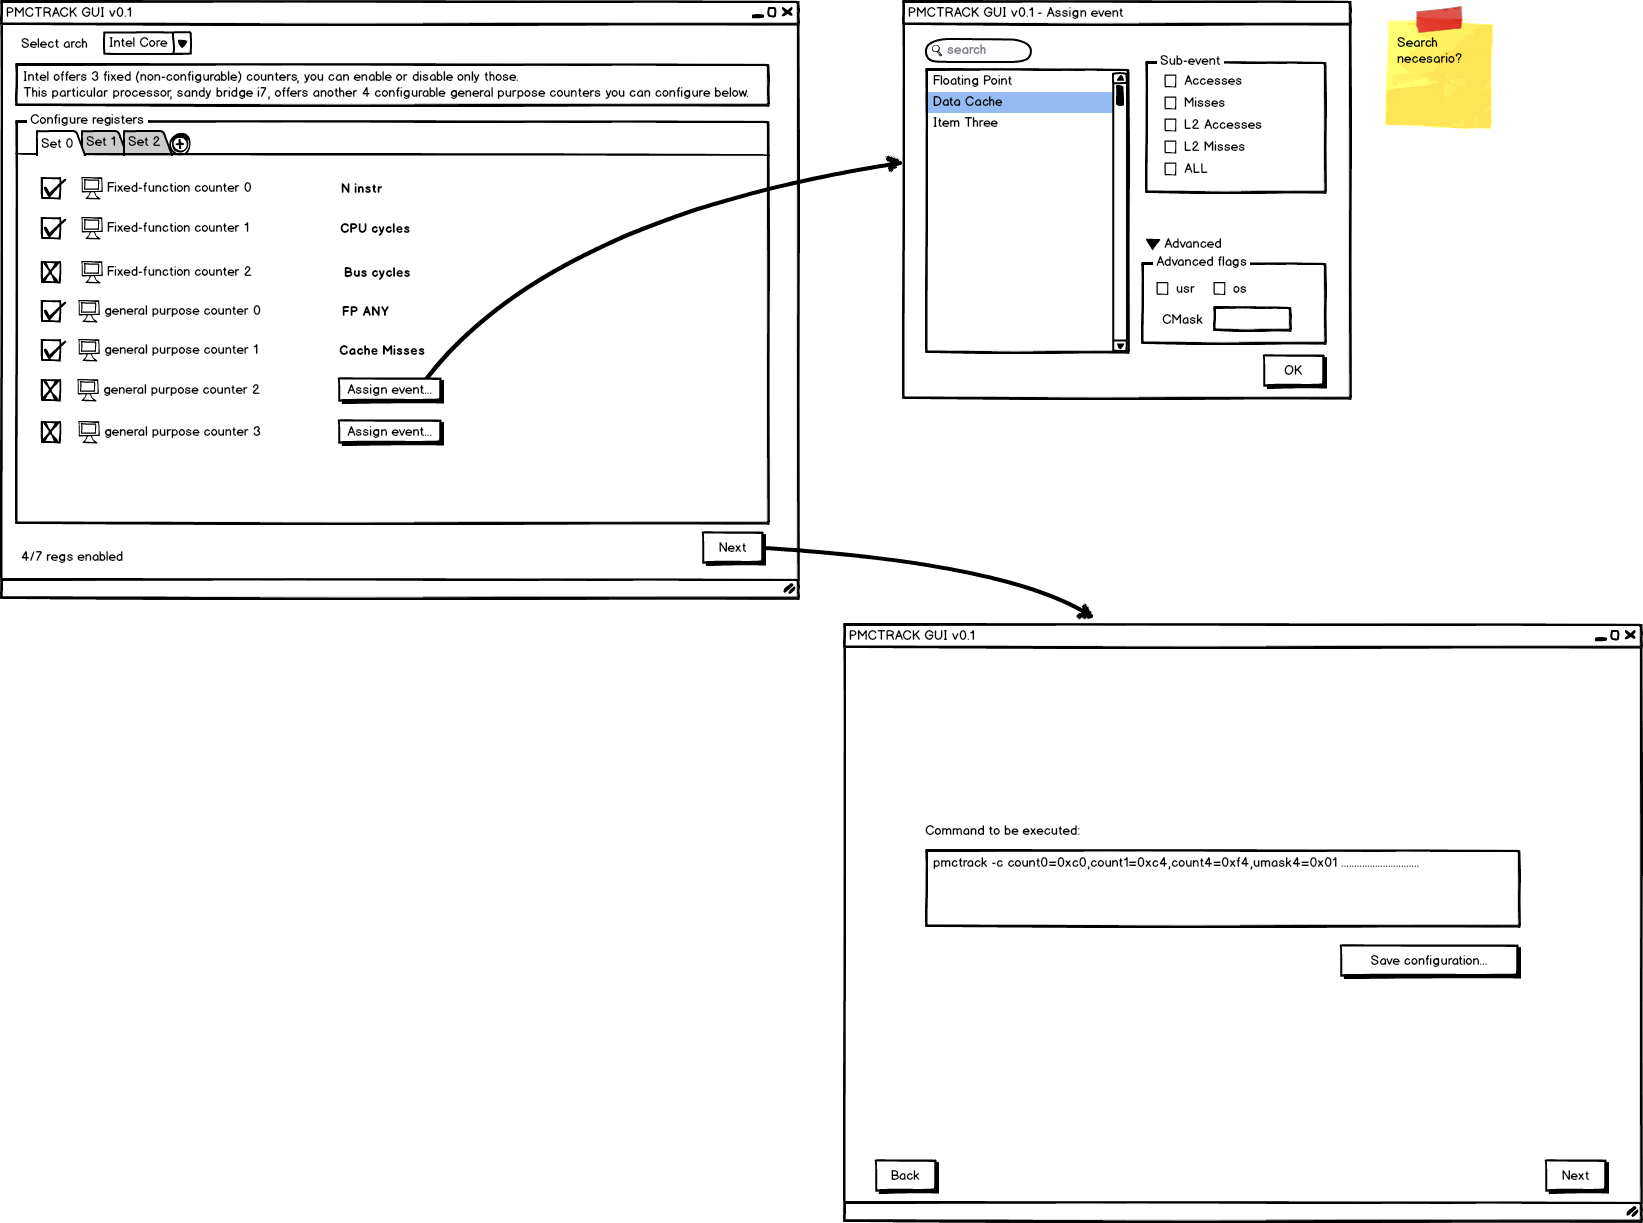 PMCTRACK GUI v0.1
Select arch
Intel Core
Intel offers 3 fixed (non-configurable) counters, you can enable or disable only those.
This particular processor, sandy bridge i7, offers another 4 configurable general purpose counters you can configure below.
Configure registers
Set 0 Set 1 Set 2
Fixed-function counter 0 N instr
Fixed-function counter 1 CPU cycles
Fixed-function counter 2 Bus cycles
general purpose counter 0 FP ANY
general purpose counter 1 Cache Misses
general purpose counter 2 Assign event...
general purpose counter 3 Assign event...
4/7 regs enabled
Next
PMCTRACK GUI v0.1 - Assign event
search
Floating Point
Data Cache
Item Three
Sub-event
Accesses
Misses
L2 Accesses
L2 Misses
ALL
Advanced
Advanced flags
usr os
CMask
OK
Search
necesario?
PMCTRACK GUI v0.1
Command to be executed:
pmctrack -c count0=0xc0,count1=0xc4,count4=0xf4,umask4=0x01 ..............................
Save configuration...
Back
Next